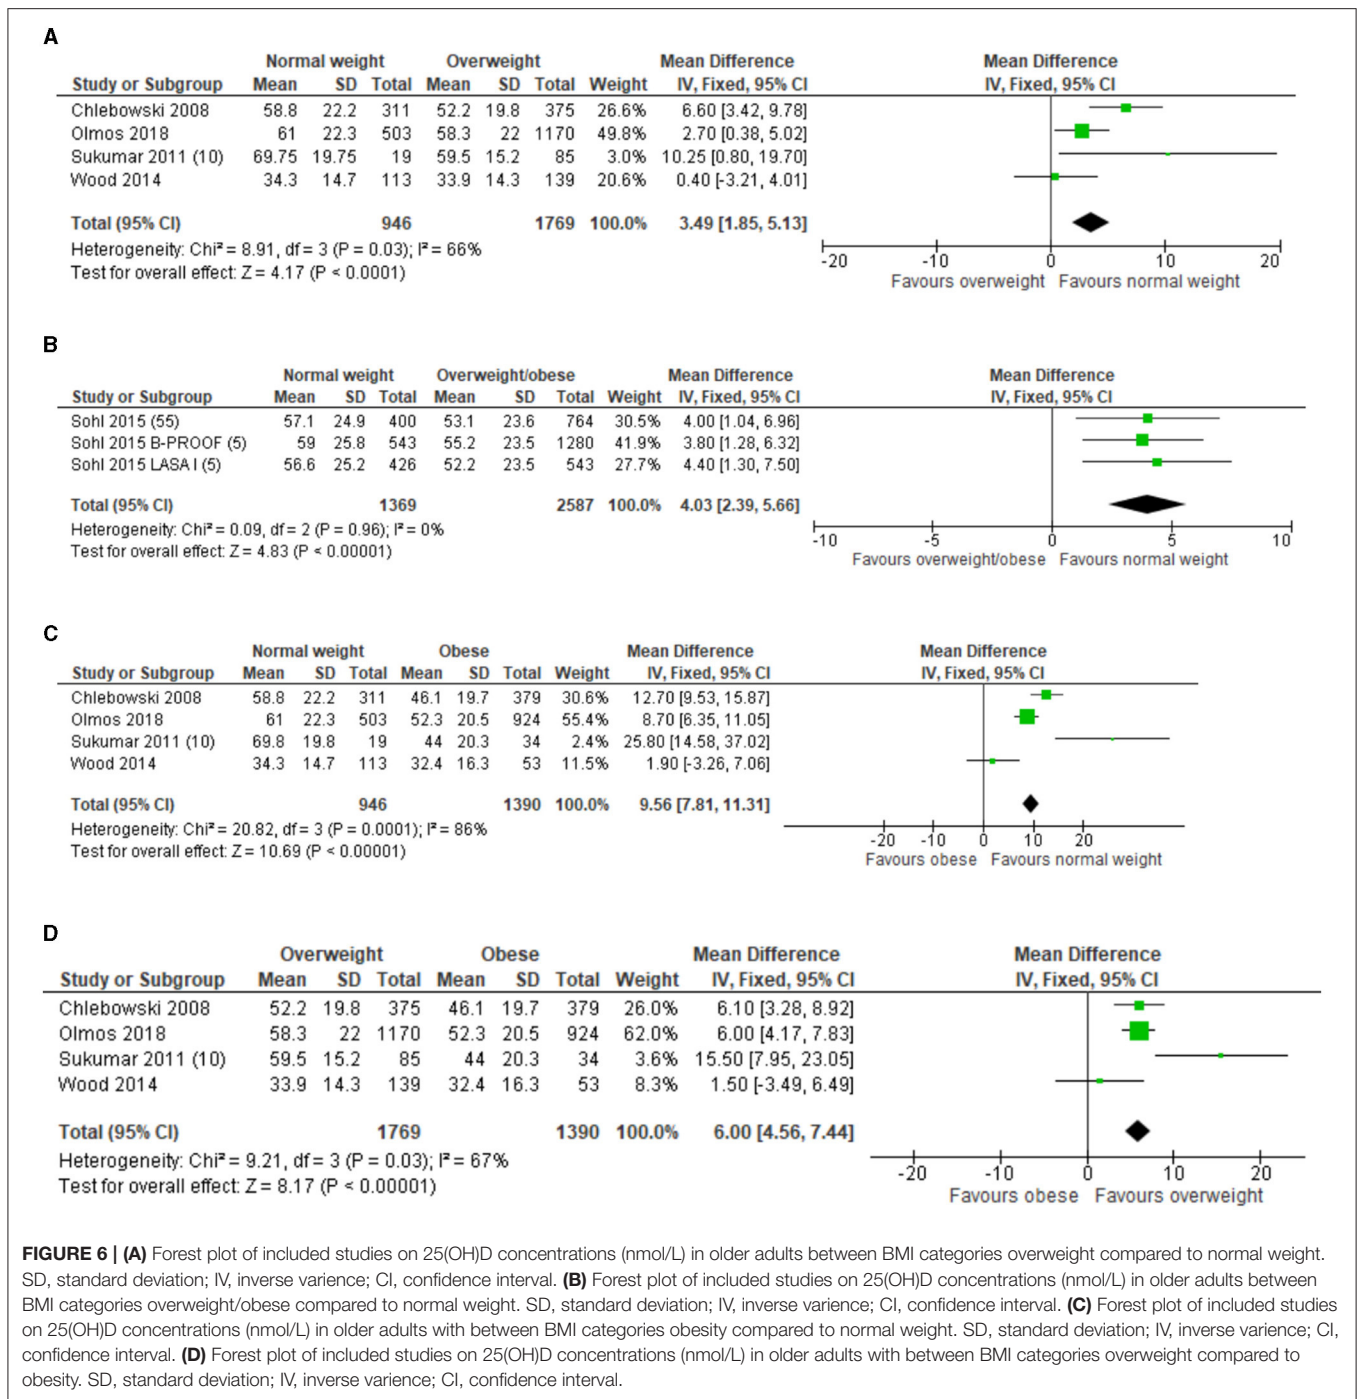 A
Normal weight Overweight Mean Difference Mean Difference
Study or Subgroup Mean SD Total Mean SD Total Weight IV, Fixed, 95% CI IV, Fixed, 95% CI
Chlebowski 2008 58.8 22.2 311 52.2 19.8 375 26.6% 6.60 [3.42, 9.78]
Olmos 2018 61 22.3 503 58.3 22 1170 49.8% 2.70 [0.38, 5.02]
Sukumar 2011 (10) 69.75 19.75 19 59.5 15.2 85 3.0% 10.25 [0.80, 19.70]
Wood 2014 34.3 14.7 113 33.9 14.3 139 20.6% 0.40 [-3.21, 4.01]
Total (95% CI) 946 1769 100.0% 3.49 [1.85, 5.13]
Heterogeneity: Chi² = 8.91, df = 3 (P = 0.03); I² = 66%
Test for overall effect: Z = 4.17 (P < 0.0001)
-20 -10 0 10 20
Favours overweight Favours normal weight
B
Normal weight Overweight/obese Mean Difference Mean Difference
Study or Subgroup Mean SD Total Mean SD Total Weight IV, Fixed, 95% CI IV, Fixed, 95% CI
Sohl 2015 (55) 57.1 24.9 400 53.1 23.6 764 30.5% 4.00 [1.04, 6.96]
Sohl 2015 B-PROOF (5) 59 25.8 543 55.2 23.5 1280 41.9% 3.80 [1.28, 6.32]
Sohl 2015 LASA I (5) 56.6 25.2 426 52.2 23.5 543 27.7% 4.40 [1.30, 7.50]
Total (95% CI) 1369 2587 100.0% 4.03 [2.39, 5.66]
Heterogeneity: Chi² = 0.09, df = 2 (P = 0.96); I² = 0%
Test for overall effect: Z = 4.83 (P < 0.00001)
-10 -5 0 5 10
Favours overweight/obese Favours normal weight
C
Normal weight Obese Mean Difference Mean Difference
Study or Subgroup Mean SD Total Mean SD Total Weight IV, Fixed, 95% CI IV, Fixed, 95% CI
Chlebowski 2008 58.8 22.2 311 46.1 19.7 379 30.6% 12.70 [9.53, 15.87]
Olmos 2018 61 22.3 503 52.3 20.5 924 55.4% 8.70 [6.35, 11.05]
Sukumar 2011 (10) 69.8 19.8 19 44 20.3 34 2.4% 25.80 [14.58, 37.02]
Wood 2014 34.3 14.7 113 32.4 16.3 53 11.5% 1.90 [-3.26, 7.06]
Total (95% CI) 946 1390 100.0% 9.56 [7.81, 11.31]
Heterogeneity: Chi² = 20.82, df = 3 (P = 0.0001); I² = 86%
Test for overall effect: Z = 10.69 (P < 0.00001)
-20 -10 0 10 20
Favours obese Favours normal weight
D
Overweight Obese Mean Difference Mean Difference
Study or Subgroup Mean SD Total Mean SD Total Weight IV, Fixed, 95% CI IV, Fixed, 95% CI
Chlebowski 2008 52.2 19.8 375 46.1 19.7 379 26.0% 6.10 [3.28, 8.92]
Olmos 2018 58.3 22 1170 52.3 20.5 924 62.0% 6.00 [4.17, 7.83]
Sukumar 2011 (10) 59.5 15.2 85 44 20.3 34 3.6% 15.50 [7.95, 23.05]
Wood 2014 33.9 14.3 139 32.4 16.3 53 8.3% 1.50 [-3.49, 6.49]
Total (95% CI) 1769 1390 100.0% 6.00 [4.56, 7.44]
Heterogeneity: Chi² = 9.21, df = 3 (P = 0.03); I² = 67%
Test for overall effect: Z = 8.17 (P < 0.00001)
-20 -10 0 10 20
Favours obese Favours overweight
FIGURE 6 | (A) Forest plot of included studies on 25(OH)D concentrations (nmol/L) in older adults between BMI categories overweight compared to normal weight.
SD, standard deviation; IV, inverse varience; CI, confidence interval. (B) Forest plot of included studies on 25(OH)D concentrations (nmol/L) in older adults between
BMI categories overweight/obese compared to normal weight. SD, standard deviation; IV, inverse varience; CI, confidence interval. (C) Forest plot of included studies
on 25(OH)D concentrations (nmol/L) in older adults with between BMI categories obesity compared to normal weight. SD, standard deviation; IV, inverse varience; CI,
confidence interval. (D) Forest plot of included studies on 25(OH)D concentrations (nmol/L) in older adults with between BMI categories overweight compared to
obesity. SD, standard deviation; IV, inverse varience; CI, confidence interval.